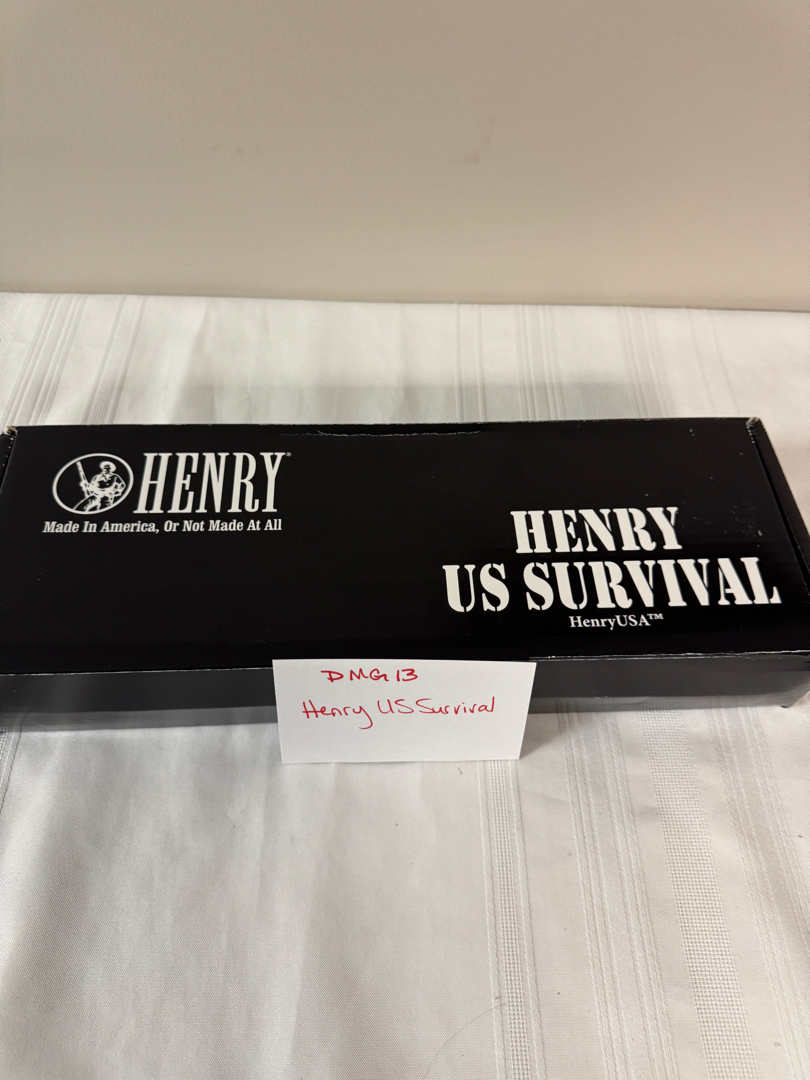 HENRY®
Made In America, Or Not Made At All
HENRY
US SURVIVAL
HenryUSA™
DMG13
Henry US Survival